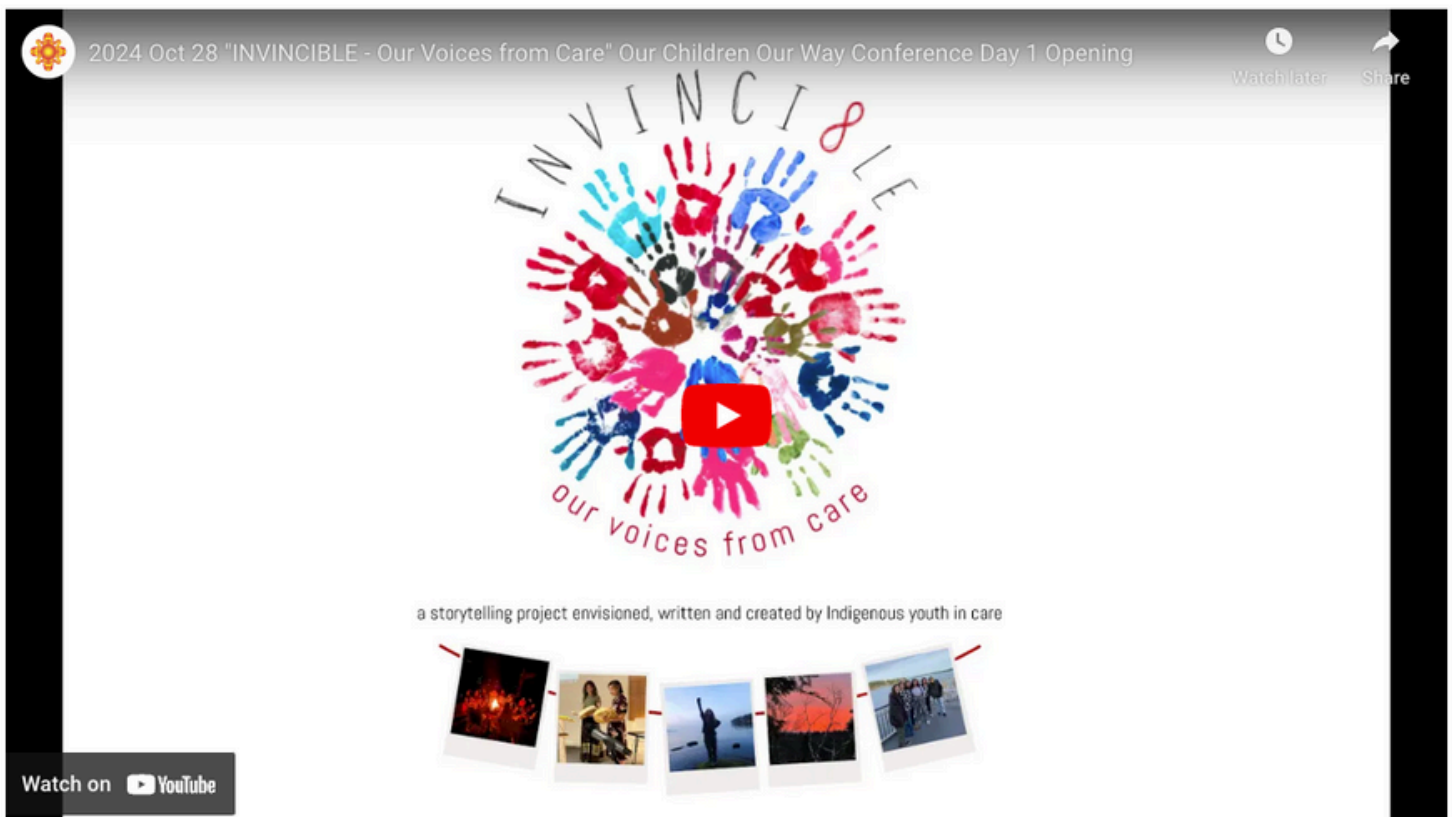 2024 Oct 28 "INVINCIBLE - Our Voices from Care" Our Children Our Way Conference Day 1 Opening
Watch later
Share
INVINCI8LE
our voices from care
a storytelling project envisioned, written and created by Indigenous youth in care
Watch on YouTube